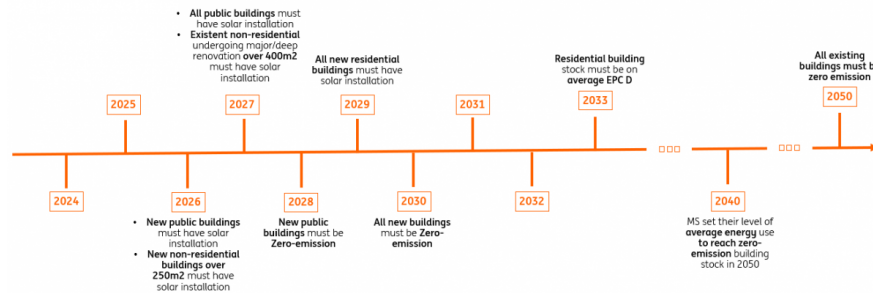 • All public buildings must
have solar installation
• Existent non-residential
undergoing major/deep
renovation over 400m2
must have solar
installation
All new residential
buildings must have
solar installation
Residential building
stock must be on
average EPC D
All existing
buildings must b
zero emission
2025
2027
2029
2031
2033
2050
2024
2026
2028
2030
2032
2040
• New public buildings
must have solar
installation
• New non-residential
buildings over
250m2 must have
solar installation
New public
buildings must be
Zero-emission
All new buildings
must be Zero-
emission
MS set their level of
average energy use
to reach zero-
emission building
stock in 2050